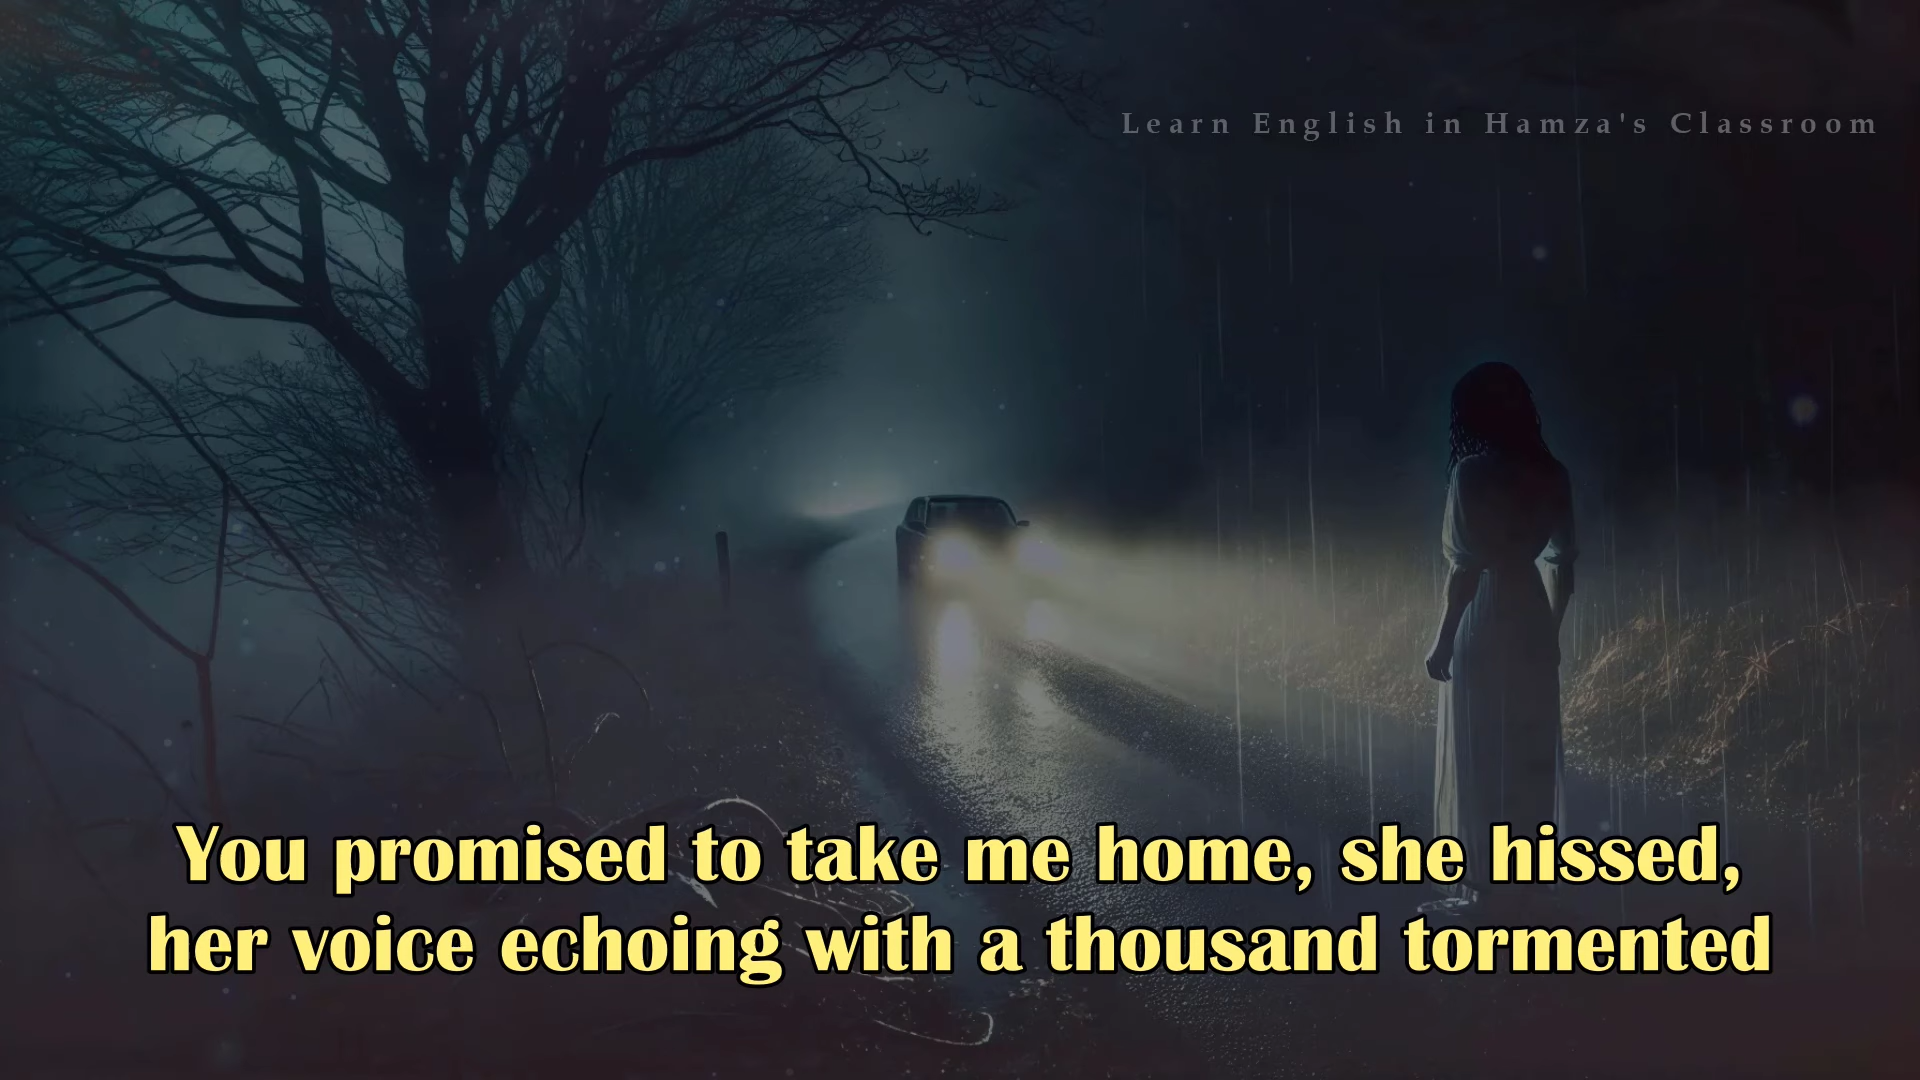 Learn English in Hamza's Classroom
You promised to take me home, she hissed,
her voice echoing with a thousand tormented